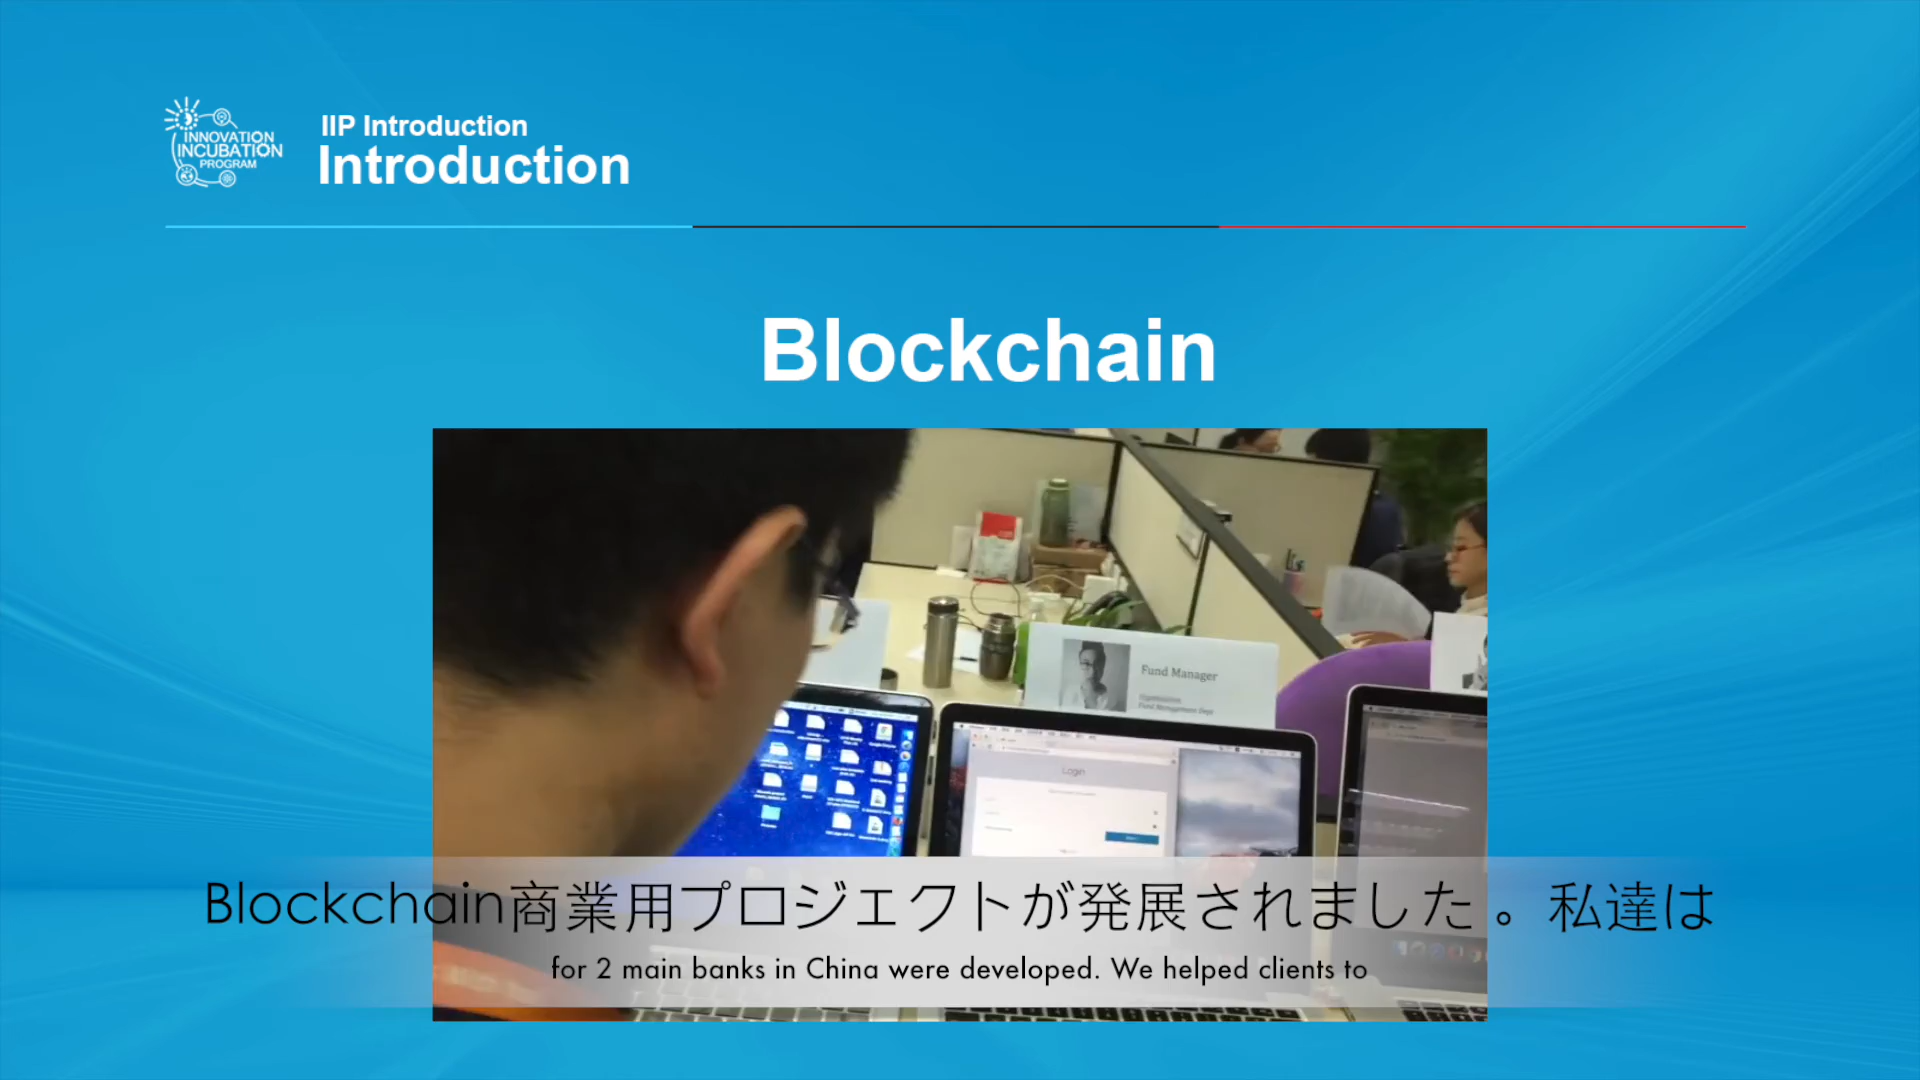 INNOVATION
INCUBATION
PROGRAM
IIP Introduction
Introduction
Blockchain
Fund Manager
Login
Blockchain商業用プロジェクトが発展されました。私達は
for 2 main banks in China were developed. We helped clients to